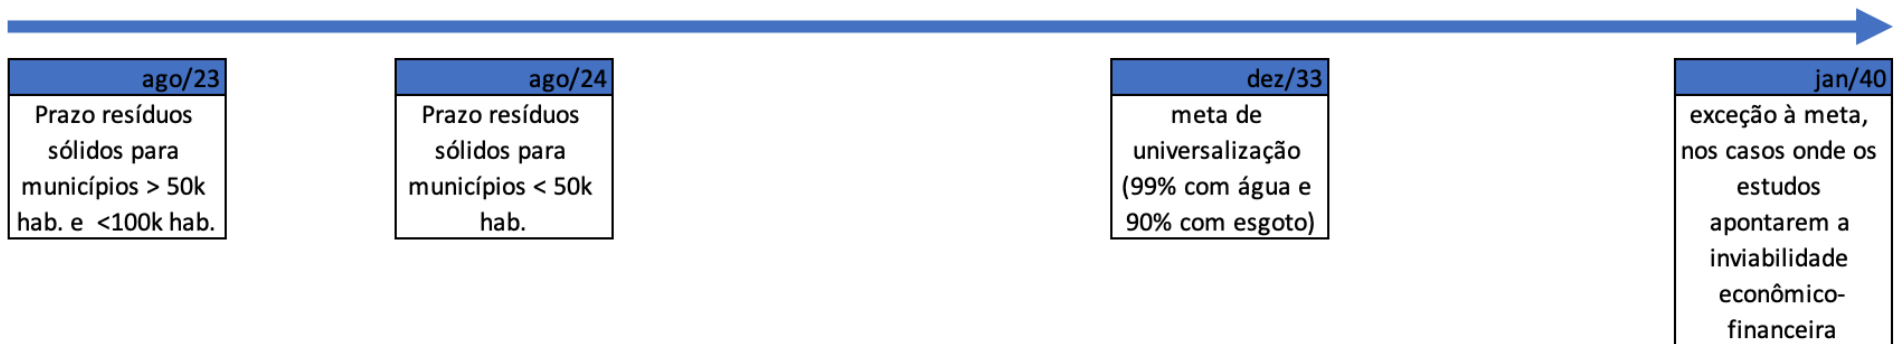 ago/23
Prazo resíduos
sólidos para
municípios > 50k
hab. e <100k hab.
ago/24
Prazo resíduos
sólidos para
municípios < 50k
hab.
dez/33
meta de
universalização
(99% com água e
90% com esgoto)
jan/40
exceção à meta,
nos casos onde os
estudos
apontarem a
inviabilidade
econômico-
financeira